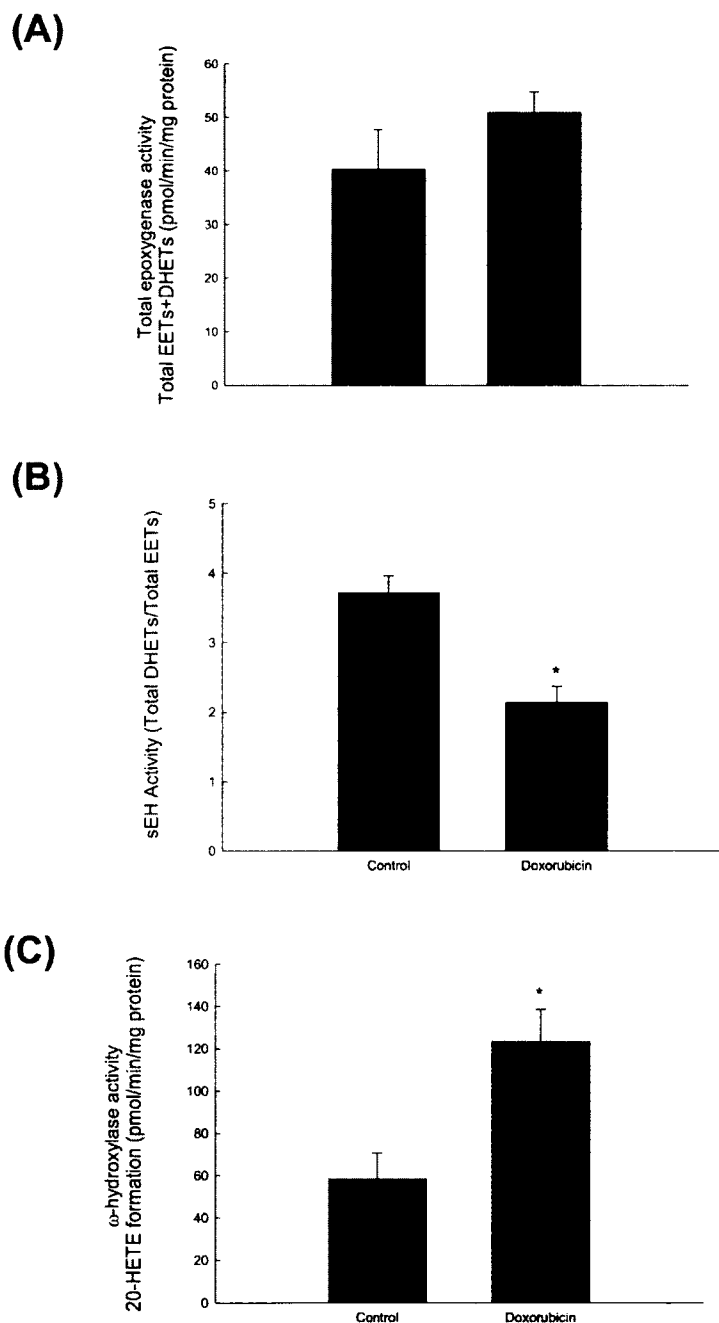 (A)
Total epoxygenase activity
Total EETs+DHETs (pmol/min/mg protein)
60
50
40
30
20
10
0
(B)
sEH Activity (Total DHETs/Total EETs)
5
4
3
2
1
0
*
Control
Doxorubicin
(C)
ω-hydroxylase activity
20-HETE formation (pmol/min/mg protein)
160
140
120
100
80
60
40
20
0
*
Control
Doxorubicin